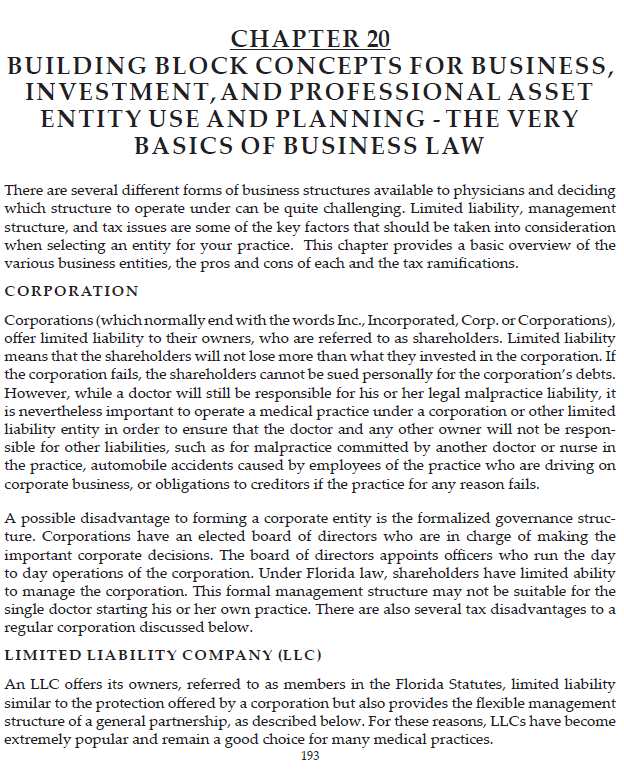 CHAPTER 20
BUILDING BLOCK CONCEPTS FOR BUSINESS,
INVESTMENT, AND PROFESSIONAL ASSET
ENTITY USE AND PLANNING - THE VERY
BASICS OF BUSINESS LAW
There are several different forms of business structures available to physicians and deciding
which structure to operate under can be quite challenging. Limited liability, management
structure, and tax issues are some of the key factors that should be taken into consideration
when selecting an entity for your practice. This chapter provides a basic overview of the
various business entities, the pros and cons of each and the tax ramifications.
CORPORATION
Corporations (which normally end with the words Inc., Incorporated, Corp. or Corporations),
offer limited liability to their owners, who are referred to as shareholders. Limited liability
means that the shareholders will not lose more than what they invested in the corporation. If
the corporation fails, the shareholders cannot be sued personally for the corporation's debts.
However, while a doctor will still be responsible for his or her legal malpractice liability, it
is nevertheless important to operate a medical practice under a corporation or other limited
liability entity in order to ensure that the doctor and any other owner will not be respon-
sible for other liabilities, such as for malpractice committed by another doctor or nurse in
the practice, automobile accidents caused by employees of the practice who are driving on
corporate business, or obligations to creditors if the practice for any reason fails.
A possible disadvantage to forming a corporate entity is the formalized governance struc-
ture. Corporations have an elected board of directors who are in charge of making the
important corporate decisions. The board of directors appoints officers who run the day
to day operations of the corporation. Under Florida law, shareholders have limited ability
to manage the corporation. This formal management structure may not be suitable for the
single doctor starting his or her own practice. There are also several tax disadvantages to a
regular corporation discussed below.
LIMITED LIABILITY COMPANY (LLC)
An LLC offers its owners, referred to as members in the Florida Statutes, limited liability
similar to the protection offered by a corporation but also provides the flexible management
structure of a general partnership, as described below. For these reasons, LLCs have become
extremely popular and remain a good choice for many medical practices.
193